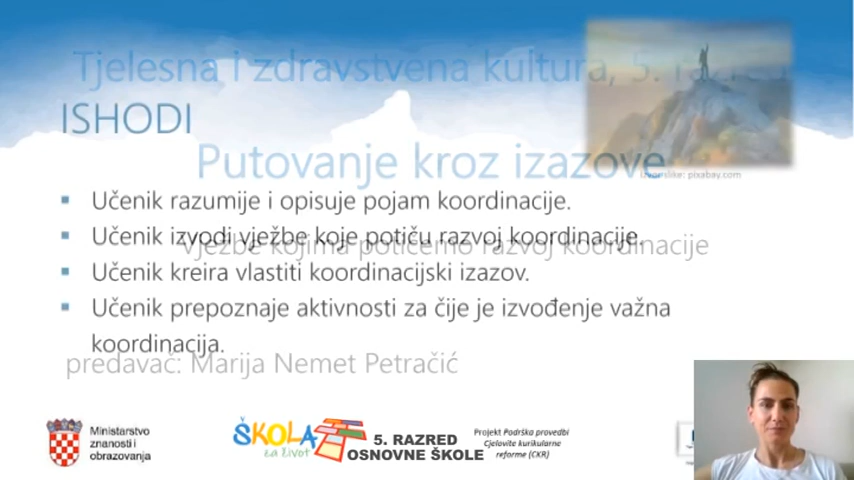 Tjelesna i zdravstvena kultura, 5. razred
ISHODI
Putovanje kroz izazove
Izvor slike: pixabay.com
▪ Učenik razumije i opisuje pojam koordinacije.
▪ Učenik izvodi vježbe koje potiču razvoj koordinacije.
Vježbe kojima potičemo razvoj koordinacije
▪ Učenik kreira vlastiti koordinacijski izazov.
▪ Učenik prepoznaje aktivnosti za čije je izvođenje važna
koordinacija.
predavač: Marija Nemet Petračić
Ministarstvo
znanosti i
obrazovanja
ŠKOLA
za život
5. RAZRED
OSNOVNE ŠKOLE
Projekt Podrška provedbi
Cjelovite kurikularne
reforme (CKR)